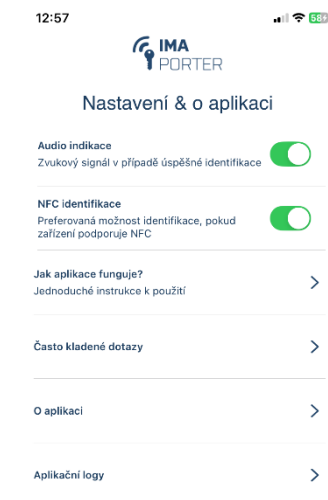 12:57
58
IMA
PORTER
Nastavení & o aplikaci
Audio indikace
Zvukový signál v případě úspěšné identifikace
NFC identifikace
Preferovaná možnost identifikace, pokud
zařízení podporuje NFC
Jak aplikace funguje?
Jednoduché instrukce k použití
Často kladené dotazy
O aplikaci
Aplikační logy